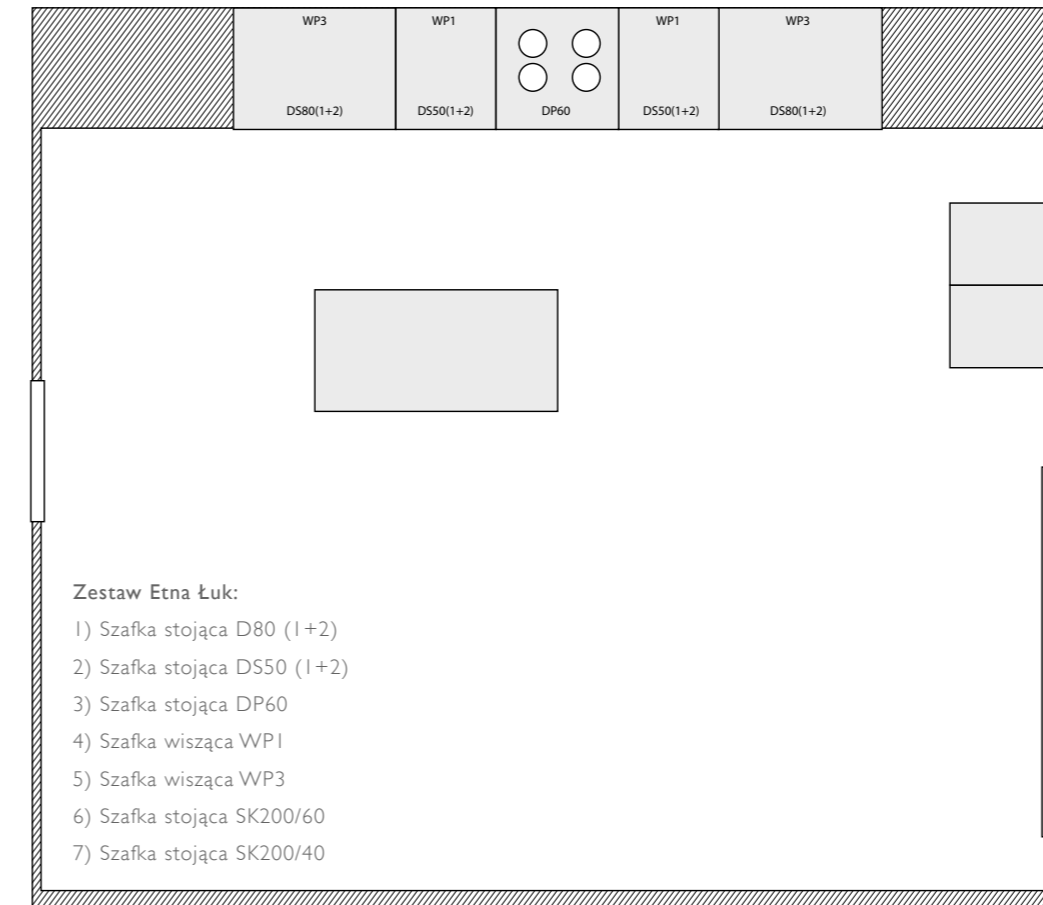 WP3 WP1 WP1 WP3
DS80(1+2) DS50(1+2) DP60 DS50(1+2) DS80(1+2)
Zestaw Etna Łuk:
1) Szafka stojąca D80 (1+2)
2) Szafka stojąca DS50 (1+2)
3) Szafka stojąca DP60
4) Szafka wisząca WP1
5) Szafka wisząca WP3
6) Szafka stojąca SK200/60
7) Szafka stojąca SK200/40